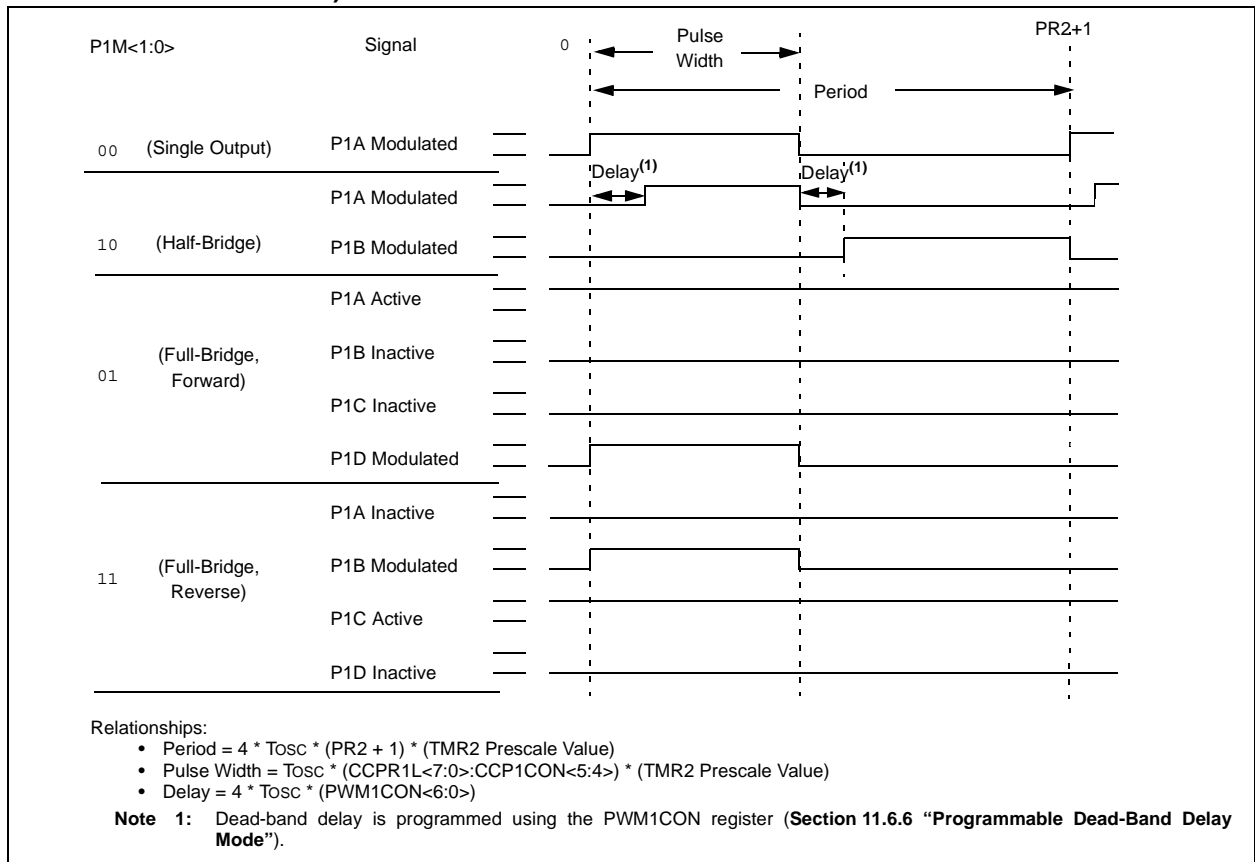 P1M<1:0> Signal 0 Pulse Width PR2+1
Period
00 (Single Output) P1A Modulated
Delay(1) Delay(1)
P1A Modulated
10 (Half-Bridge) P1B Modulated
P1A Active
01 (Full-Bridge, Forward) P1B Inactive
P1C Inactive
P1D Modulated
P1A Inactive
11 (Full-Bridge, Reverse) P1B Modulated
P1C Active
P1D Inactive
Relationships:
• Period = 4 * TOSC * (PR2 + 1) * (TMR2 Prescale Value)
• Pulse Width = TOSC * (CCPR1L<7:0>:CCP1CON<5:4>) * (TMR2 Prescale Value)
• Delay = 4 * TOSC * (PWM1CON<6:0>)
Note 1: Dead-band delay is programmed using the PWM1CON register (Section 11.6.6 “Programmable Dead-Band Delay
Mode”).